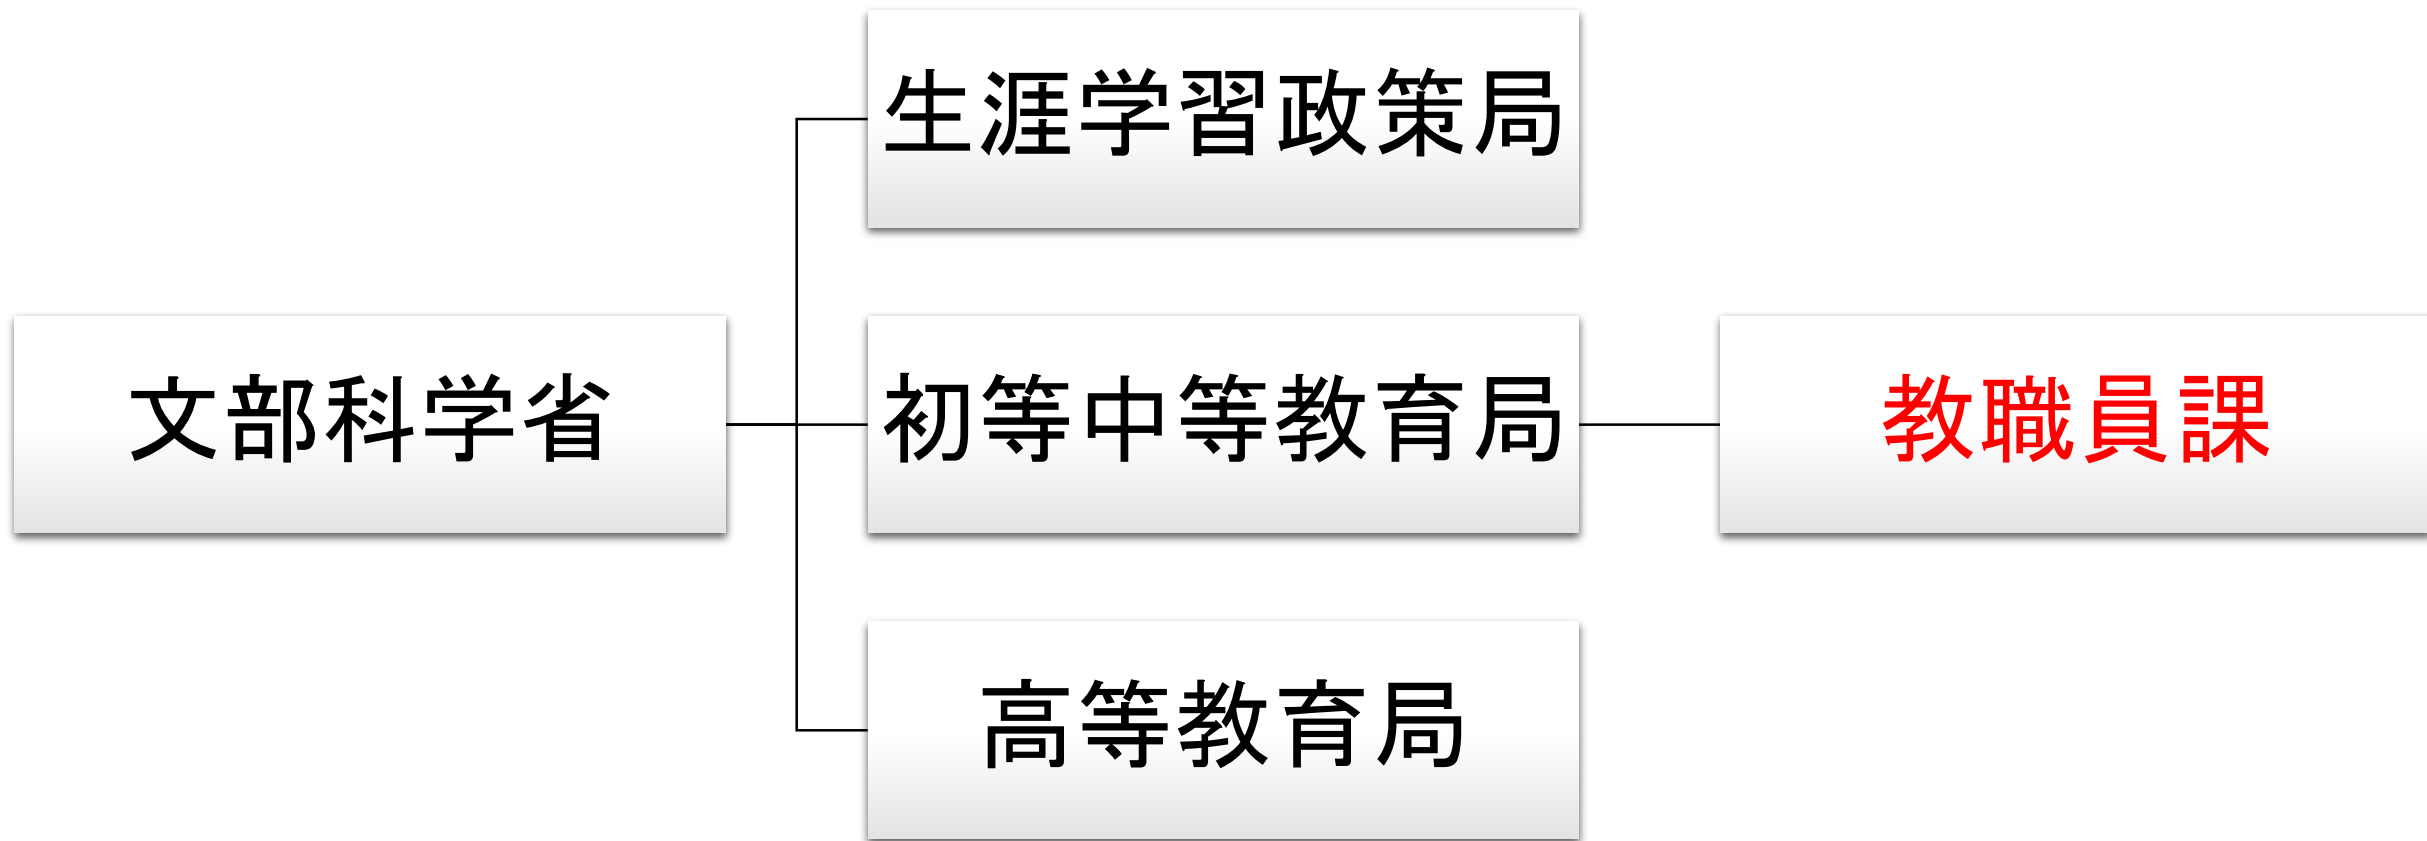 文部科学省
生涯学習政策局
初等中等教育局
高等教育局
教職員課